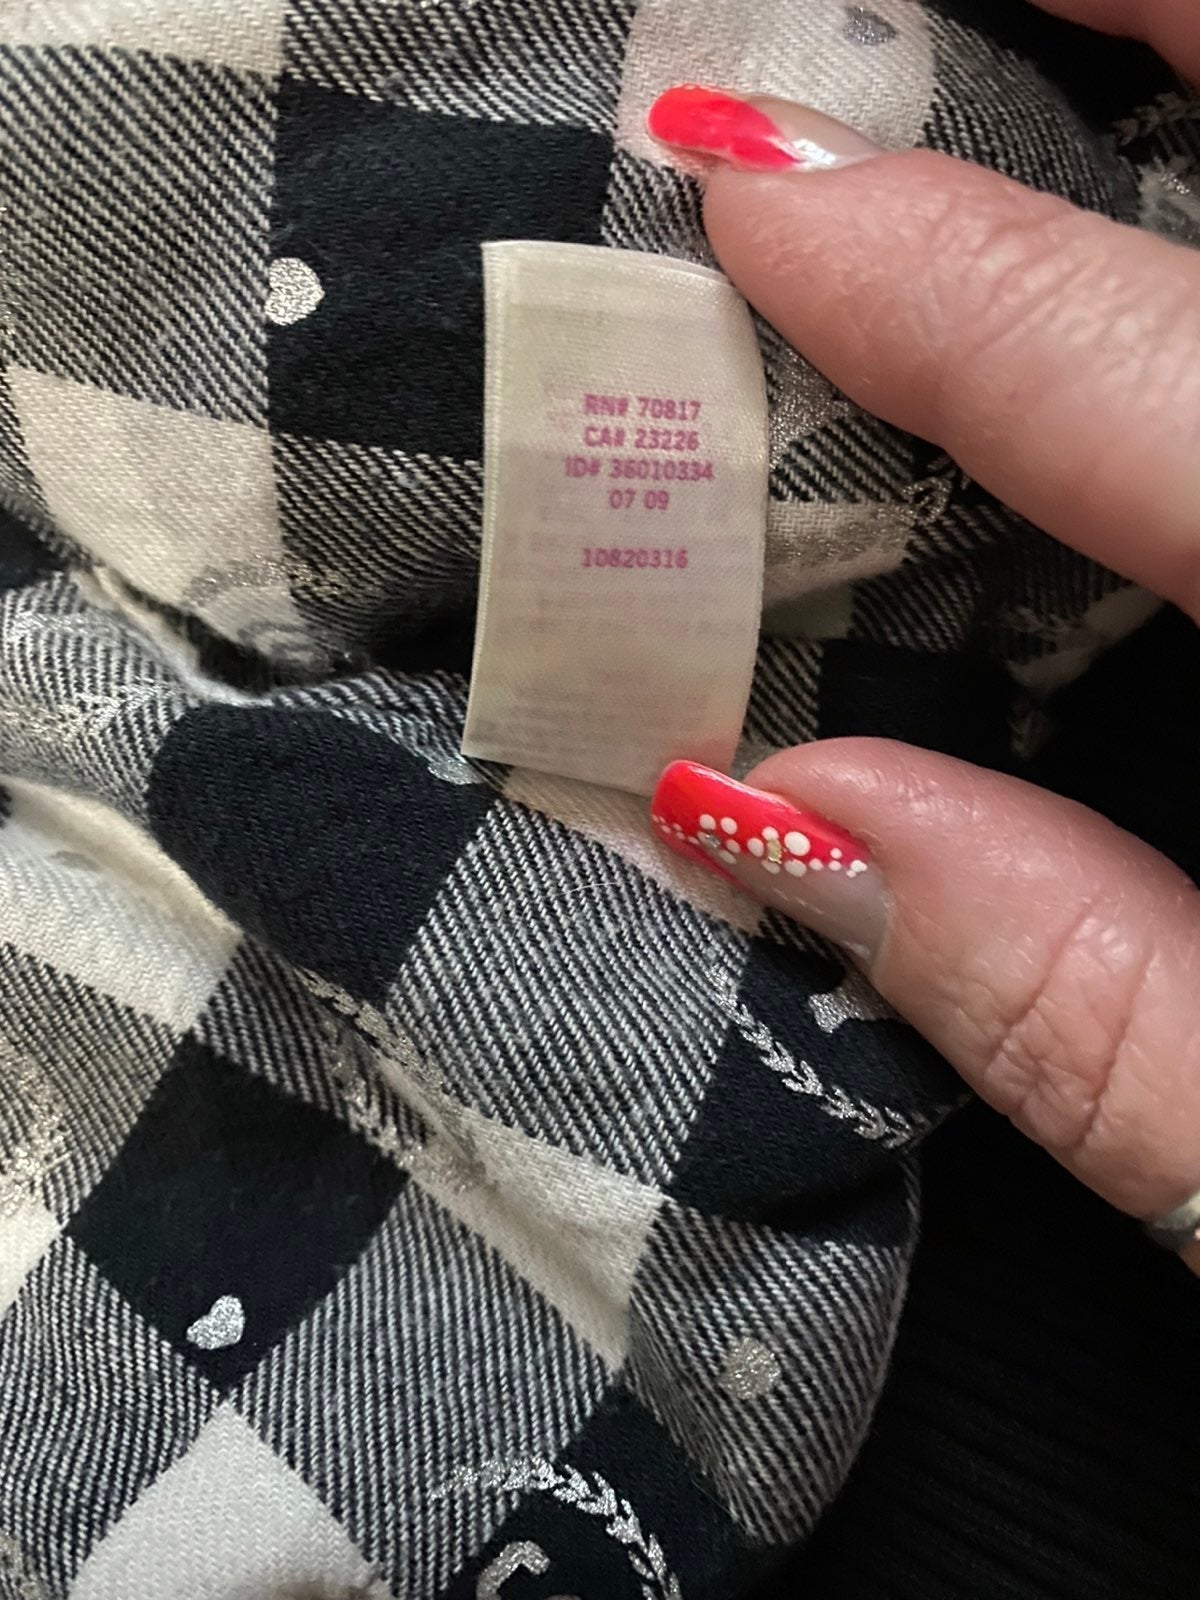 RN# 70817
CA# 23226
ID# 36010334
07 09
10820316